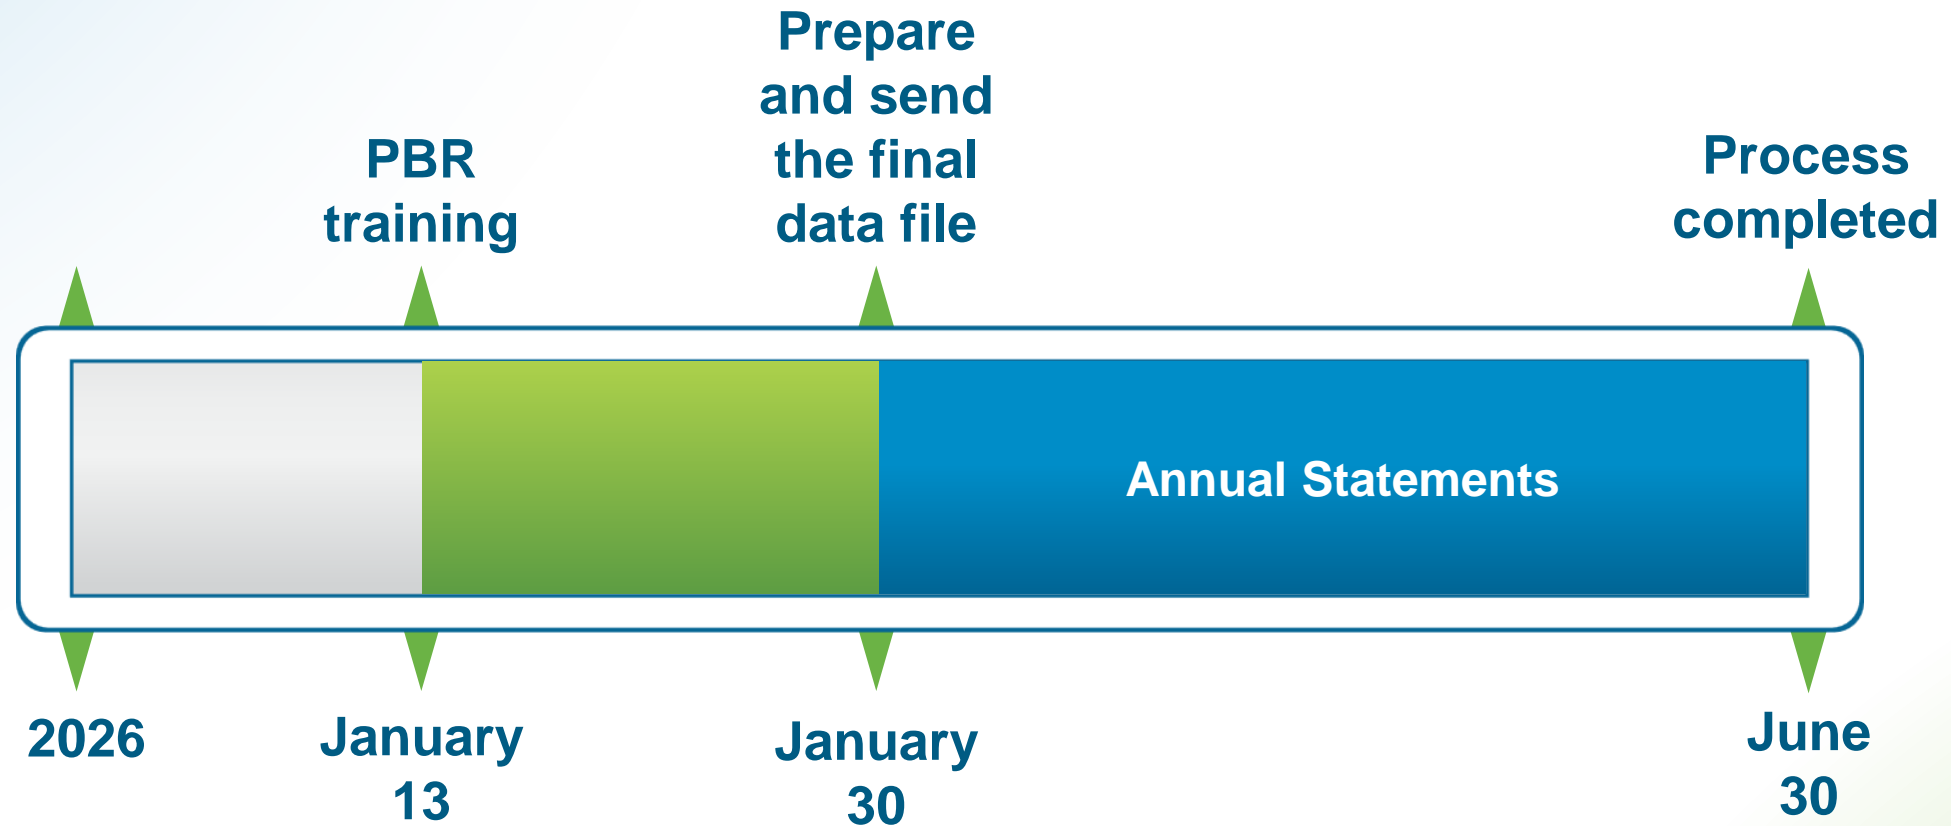 PBR
training
Prepare
and send
the final
data file
Process
completed
Annual Statements
2026
January
13
January
30
June
30